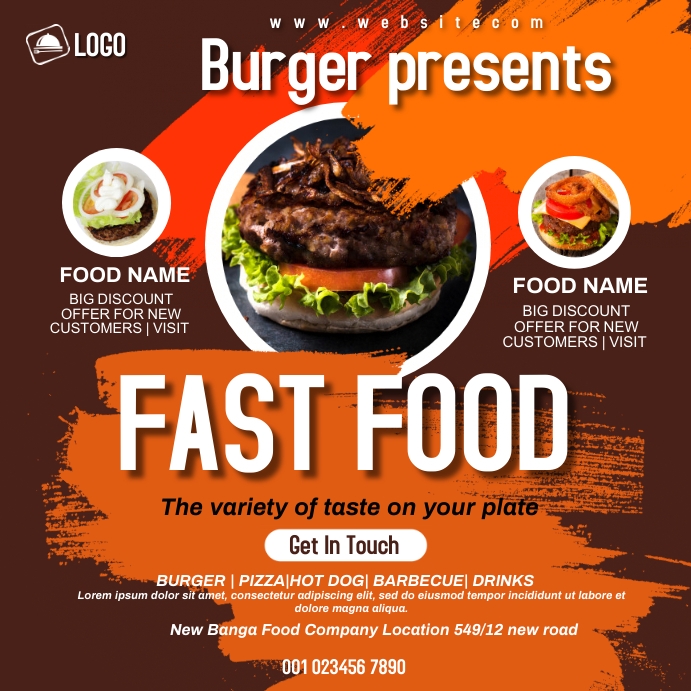 www.websitecom
LOGO
Burger presents
FOOD NAME
BIG DISCOUNT
OFFER FOR NEW
CUSTOMERS | VISIT
FOOD NAME
BIG DISCOUNT
OFFER FOR NEW
CUSTOMERS | VISIT
FAST FOOD
The variety of taste on your plate
Get In Touch
BURGER | PIZZA|HOT DOG| BARBECUE| DRINKS
Lorem ipsum dolor sit amet, consectetur adipiscing elit, sed do eiusmod tempor incididunt ut labore et
dolore magna aliqua.
New Banga Food Company Location 549/12 new road
001 023456 7890